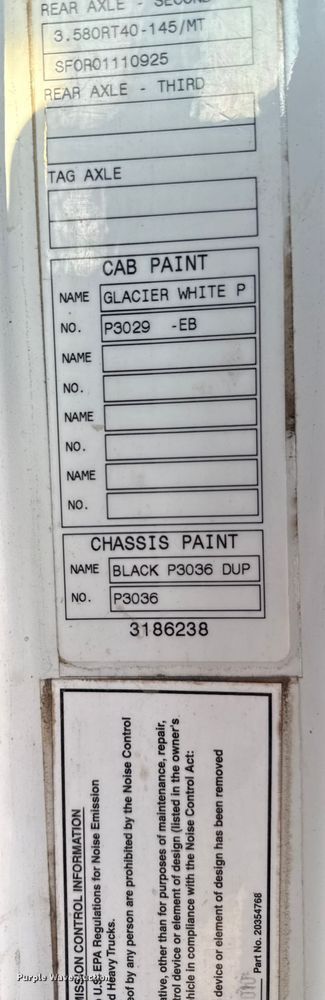 REAR AXLE - SECOND
3.580RT40-145/MT
SFOR01110925
REAR AXLE - THIRD
TAG AXLE
CAB PAINT
NAME GLACIER WHITE P
NO. P3029 -EB
NAME
NO.
NAME
NO.
NAME
NO.
CHASSIS PAINT
NAME BLACK P3036 DUP
NO. P3036
3186238
MISSION CONTROL INFORMATION
U.S. EPA Regulations for Noise Emission
d Heavy Trucks.
eof by any person are prohibited by the Noise Control
ative, other than for purposes of maintenance, repair,
trol device or element of design (listed in the owner's
hicle in compliance with the Noise Control Act:
device or element of design has been removed
Part No. 20354768
Purple Wave Auction